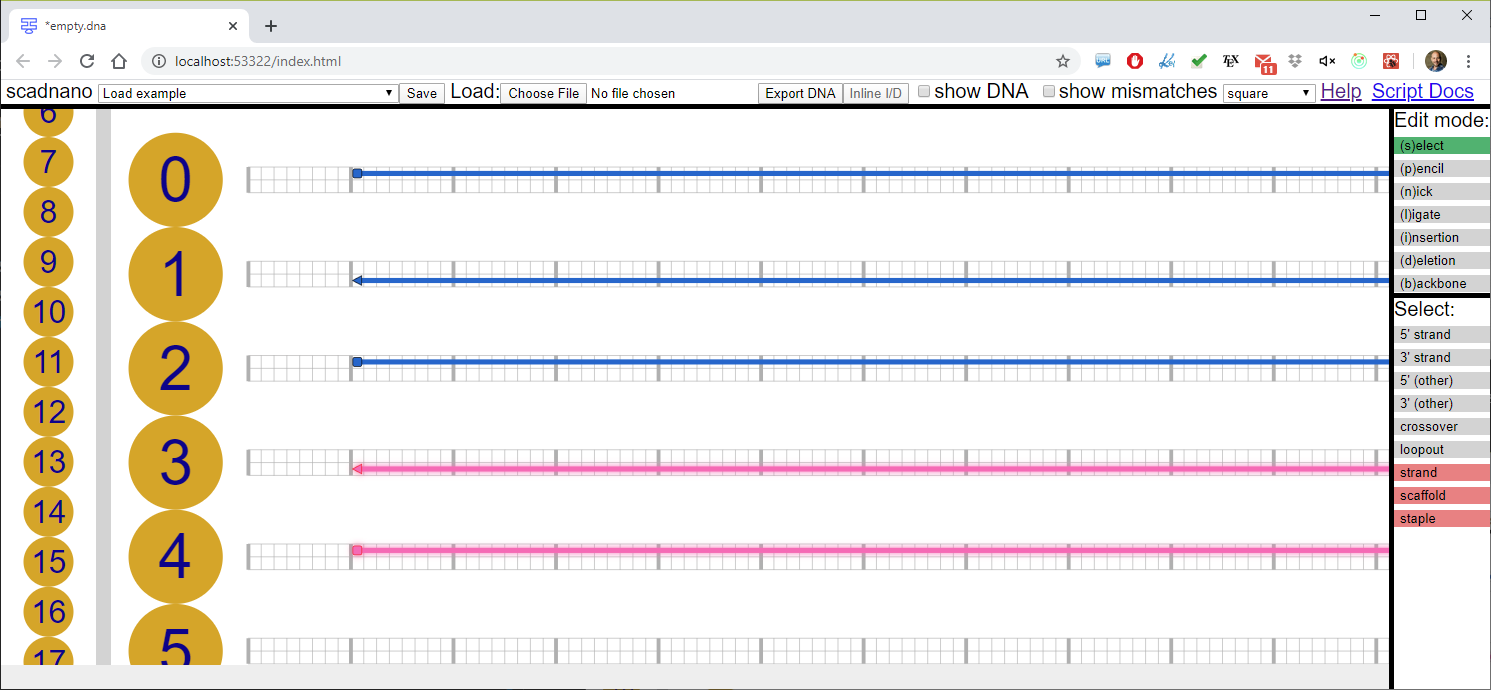 *empty.dna
localhost:53322/index.html
TEX
11
scadnano Load example Save Load: Choose File No file chosen Export DNA Inline I/D show DNA show mismatches square Help Script Docs
6
7
8
9
10
11
12
13
14
15
16
17
0
1
2
3
4
5
Edit mode:
(s)elect
(p)encil
(n)ick
(l)igate
(i)nsertion
(d)eletion
(b)ackbone
Select:
5' strand
3' strand
5' (other)
3' (other)
crossover
loopout
strand
scaffold
staple